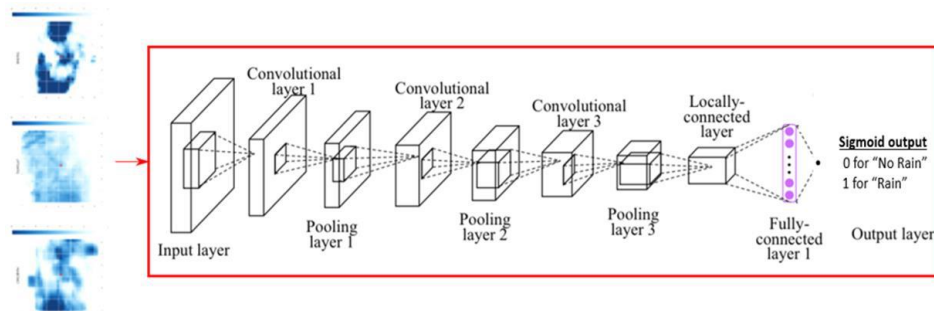 Convolutional
layer 1
Convolutional
layer 2
Convolutional
layer 3
Locally-
connected
layer
Sigmoid output
0 for “No Rain”
1 for “Rain”
Input layer
Pooling
layer 1
Pooling
layer 2
Pooling
layer 3
Fully-
connected
layer 1
Output layer